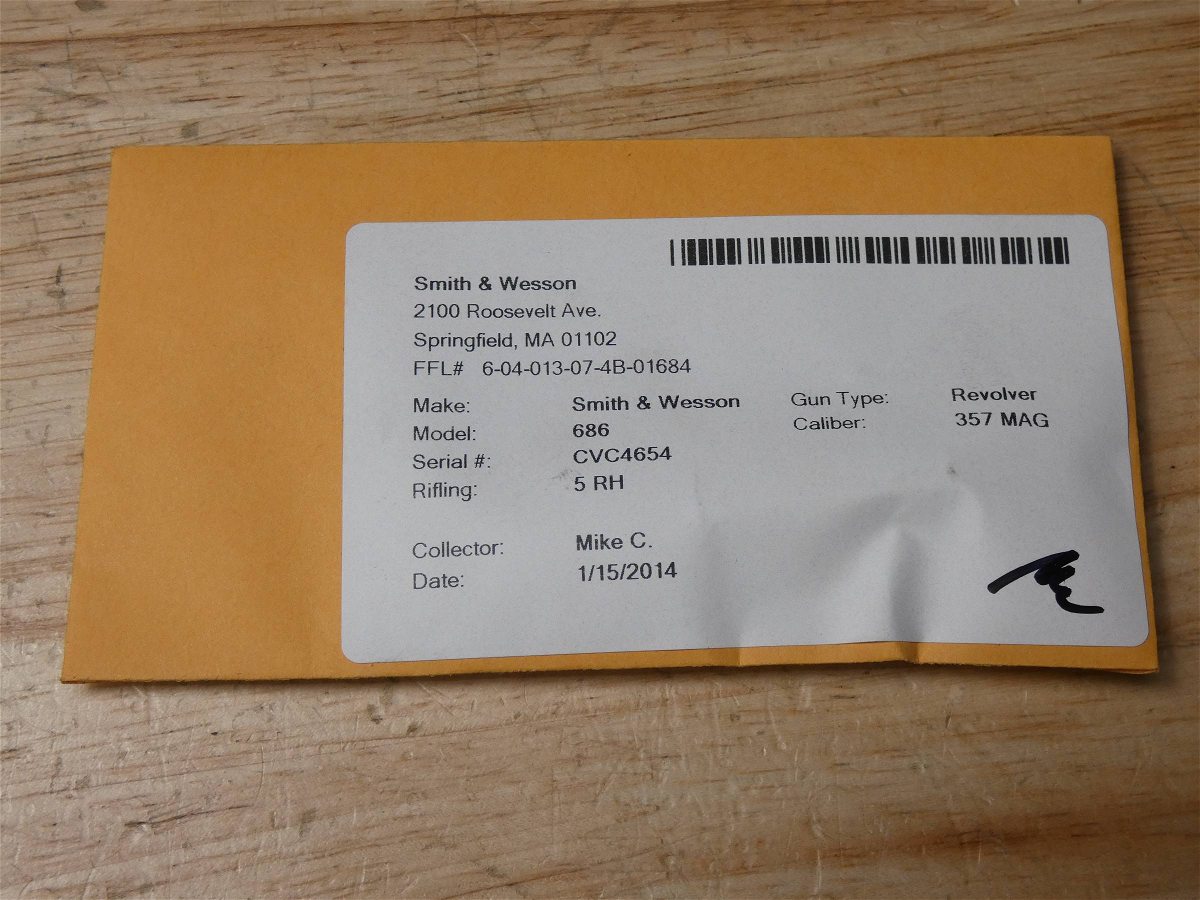 Smith & Wesson
2100 Roosevelt Ave.
Springfield, MA 01102
FFL# 6-04-013-07-4B-01684
Make: Smith & Wesson Gun Type: Revolver
Model: 686 Caliber: 357 MAG
Serial #: CVC4654
Rifling: 5 RH
Collector: Mike C.
Date: 1/15/2014